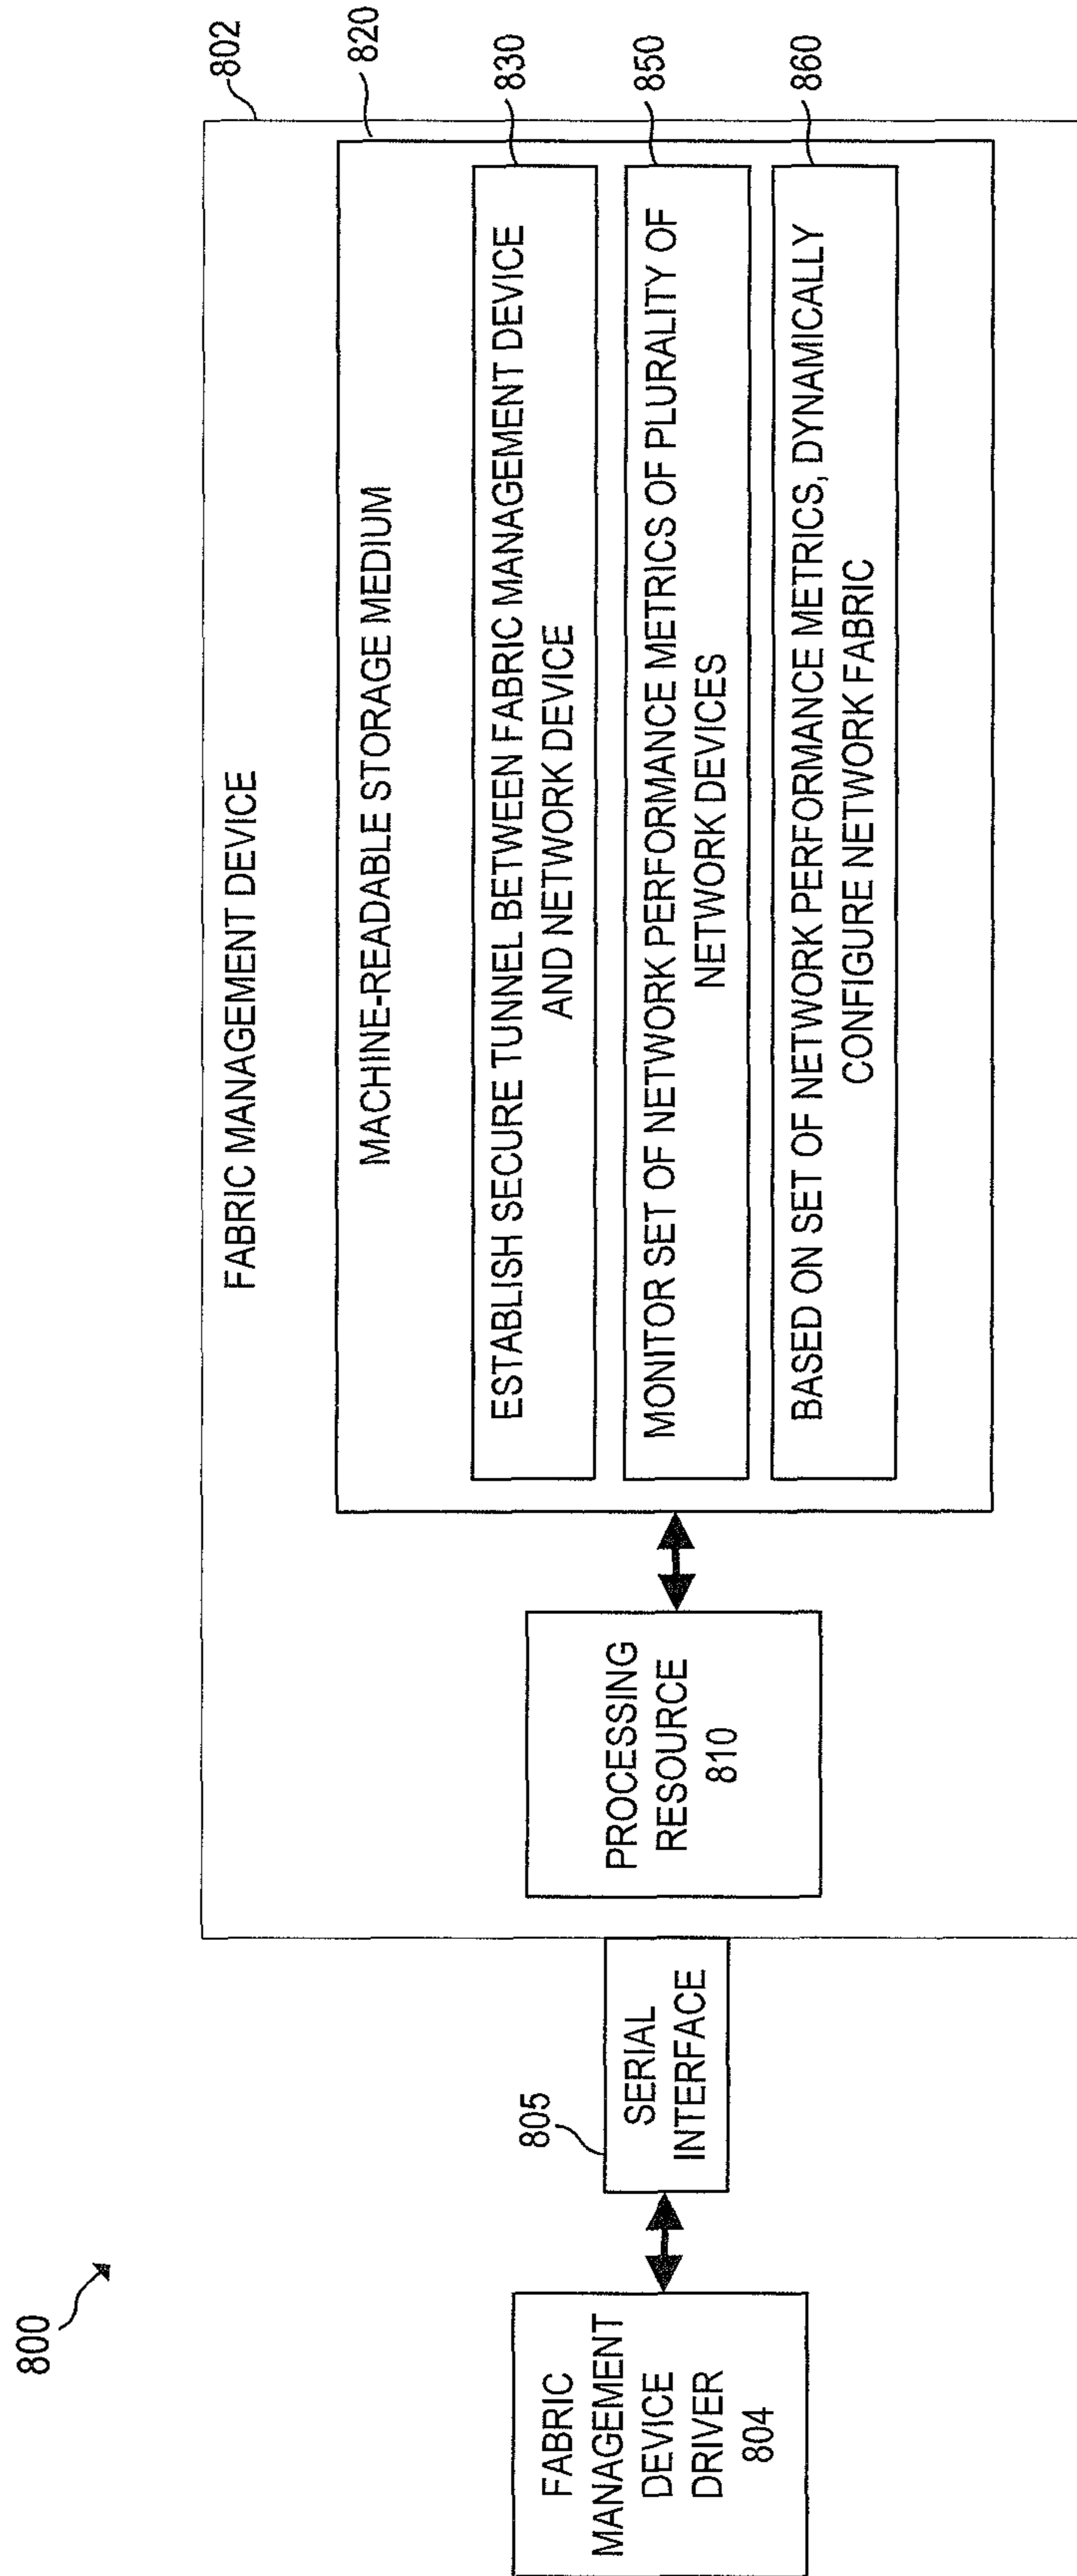 800
FABRIC MANAGEMENT DEVICE
802
MACHINE-READABLE STORAGE MEDIUM
820
ESTABLISH SECURE TUNNEL BETWEEN FABRIC MANAGEMENT DEVICE
AND NETWORK DEVICE
830
MONITOR SET OF NETWORK PERFORMANCE METRICS OF PLURALITY OF
NETWORK DEVICES
850
BASED ON SET OF NETWORK PERFORMANCE METRICS, DYNAMICALLY
CONFIGURE NETWORK FABRIC
860
PROCESSING
RESOURCE
810
805
SERIAL
INTERFACE
FABRIC
MANAGEMENT
DEVICE
DRIVER
804